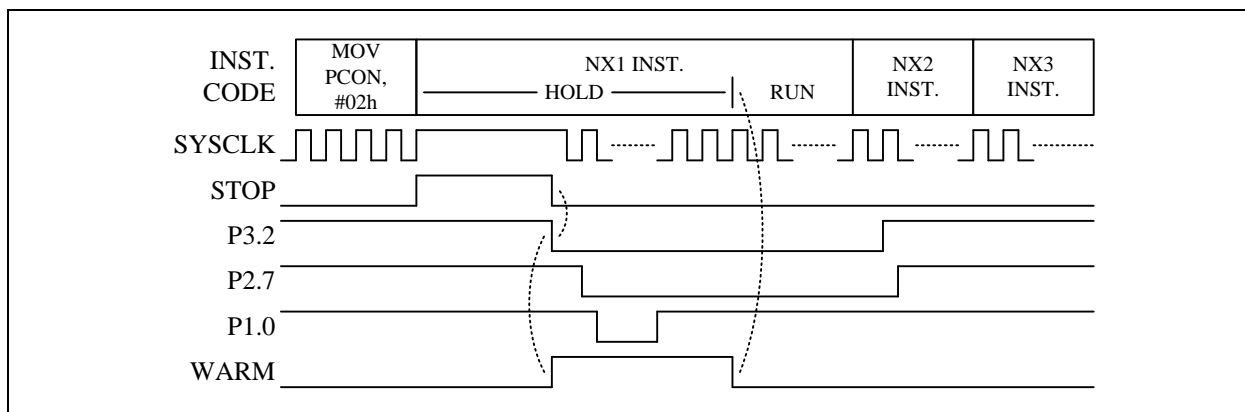 INST.
CODE
MOV
PCON,
#02h
NX1 INST.
HOLD
RUN
NX2
INST.
NX3
INST.
SYSCLK
STOP
P3.2
P2.7
P1.0
WARM